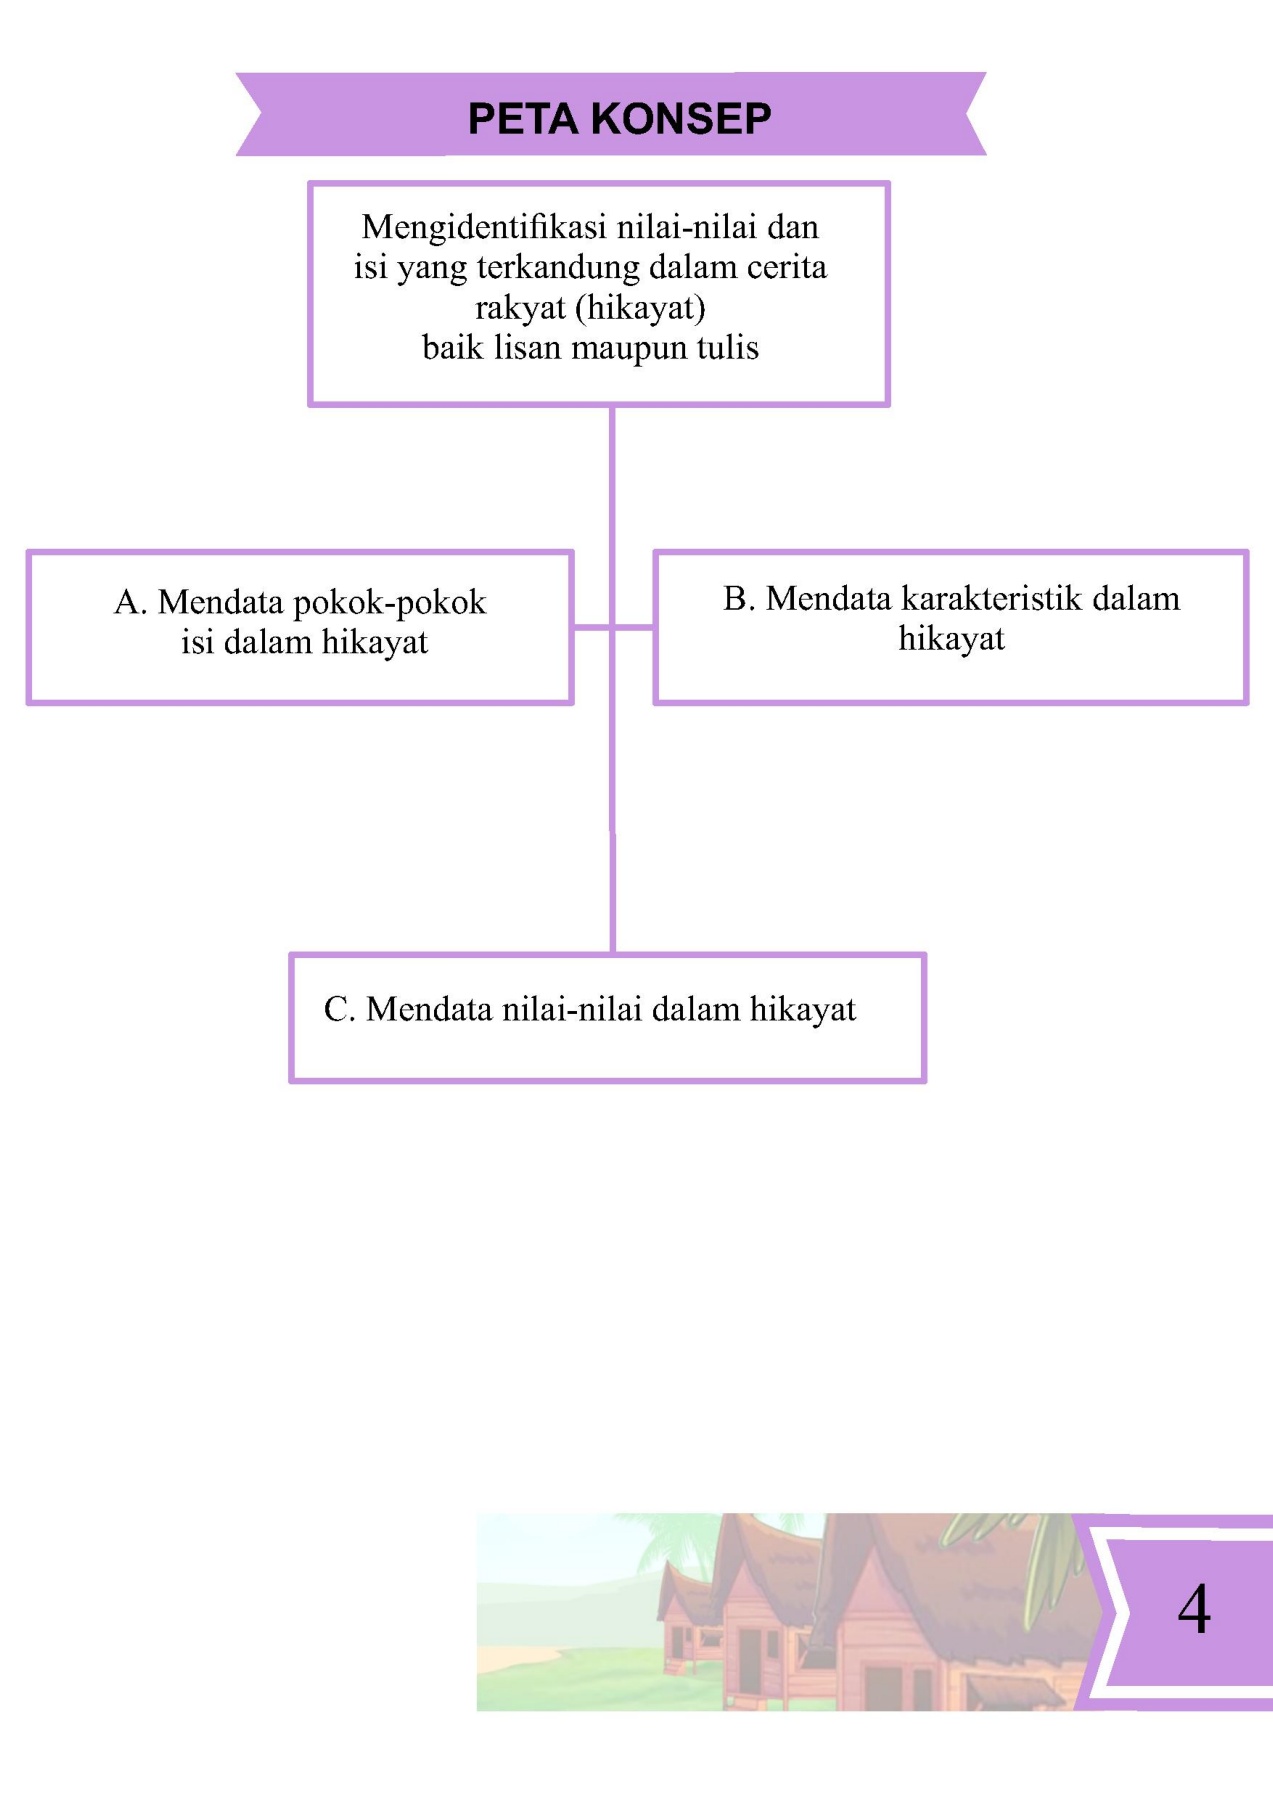 PETA KONSEP
Mengidentifikasi nilai-nilai dan
isi yang terkandung dalam cerita
rakyat (hikayat)
baik lisan maupun tulis
A. Mendata pokok-pokok
isi dalam hikayat
B. Mendata karakteristik dalam
hikayat
C. Mendata nilai-nilai dalam hikayat
4